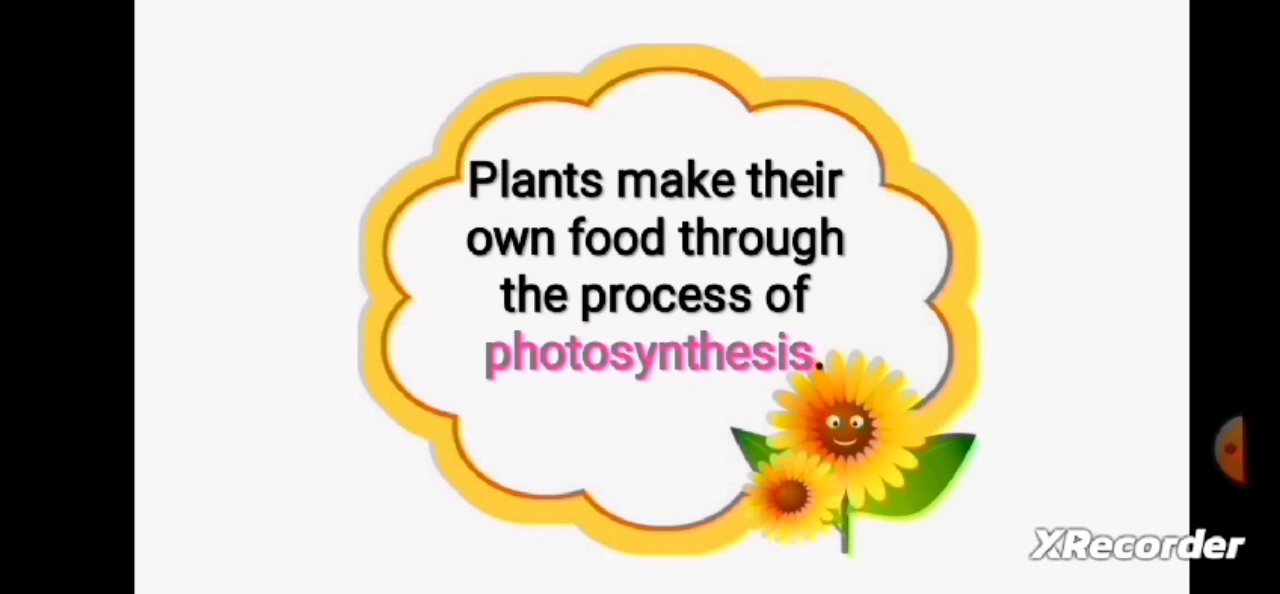 Plants make their
own food through
the process of
photosynthesis.
XRecorder